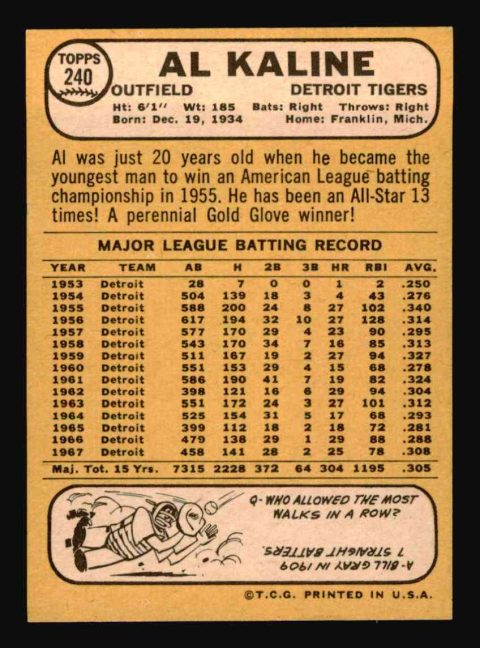 TOPPS
240
AL KALINE
OUTFIELD DETROIT TIGERS
Ht: 6'1" Wt: 185 Bats: Right Throws: Right
Born: Dec. 19, 1934 Home: Franklin, Mich.
Al was just 20 years old when he became the
youngest man to win an American League batting
championship in 1955. He has been an All-Star 13
times! A perennial Gold Glove winner!
MAJOR LEAGUE BATTING RECORD
YEAR TEAM AB H 2B 3B HR RBI AVG.
1953 Detroit 28 7 0 0 1 2 .250
1954 Detroit 504 139 18 3 4 43 .276
1955 Detroit 588 200 24 8 27 102 .340
1956 Detroit 617 194 32 10 27 128 .314
1957 Detroit 577 170 29 4 23 90 .295
1958 Detroit 543 170 34 7 16 85 .313
1959 Detroit 511 167 19 2 27 94 .327
1960 Detroit 551 153 29 4 15 68 .278
1961 Detroit 586 190 41 7 19 82 .324
1962 Detroit 398 121 16 6 29 94 .304
1963 Detroit 551 172 24 3 27 101 .312
1964 Detroit 525 154 31 5 17 68 .293
1965 Detroit 399 112 18 2 18 72 .281
1966 Detroit 479 138 29 1 29 88 .288
1967 Detroit 458 141 28 2 25 78 .308
Maj. Tot. 15 Yrs. 7315 2228 372 64 304 1195 .305
Q- WHO ALLOWED THE MOST
WALKS IN A ROW?
A- BILL GRAY IN 1909
7 STRAIGHT BATTERS.
©T.C.G. PRINTED IN U.S.A.